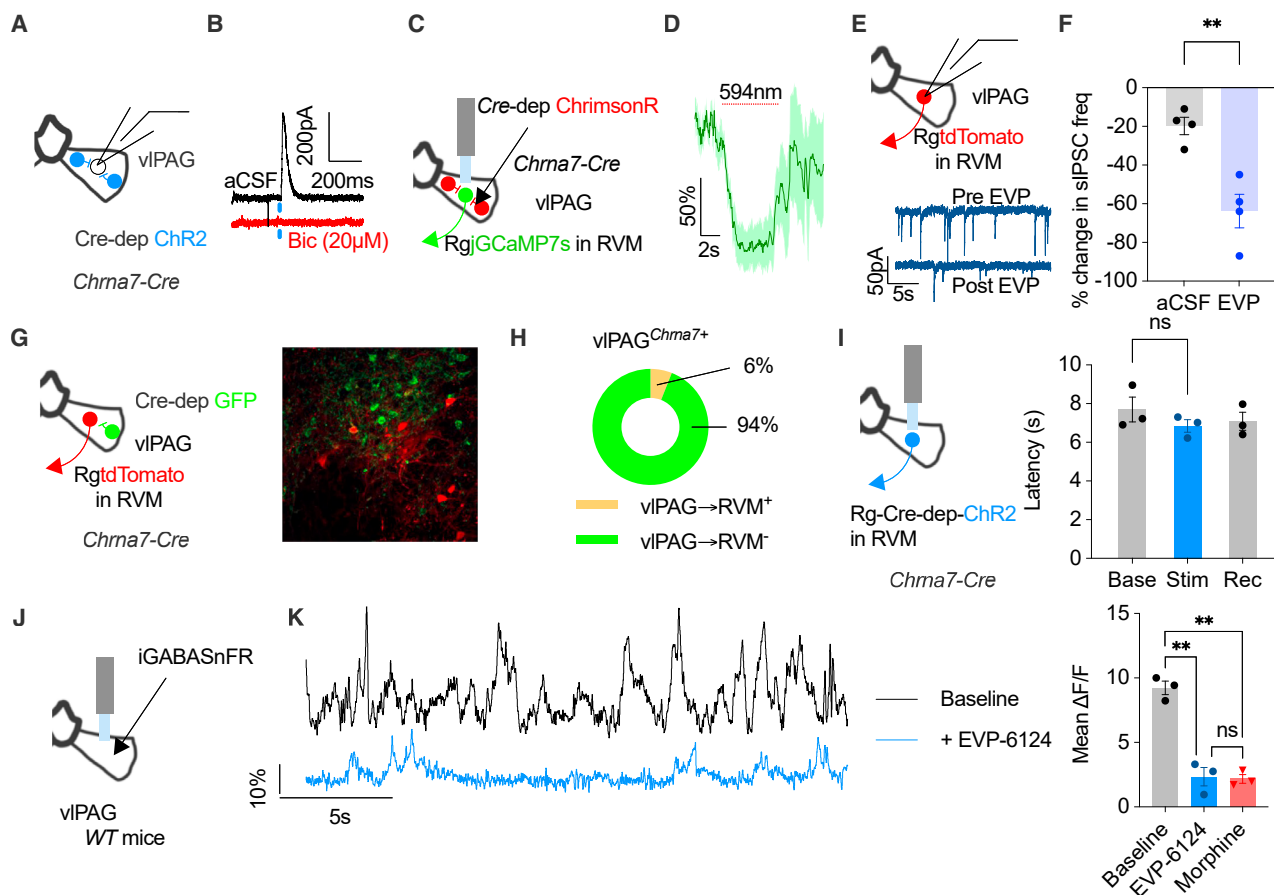 A
vlPAG
Cre-dep ChR2
Chrna7-Cre
B
200pA
200ms
aCSF
Bic (20µM)
C
Cre-dep ChrimsonR
Chrna7-Cre
vlPAG
RgjGCaMP7s in RVM
D
594nm
50%
2s
E
vlPAG
RgtdTomato
in RVM
Pre EVP
Post EVP
50pA
5s
F
**
% change in sIPSC freq
0
-20
-40
-60
-80
-100
aCSF EVP
G
Cre-dep GFP
vlPAG
RgtdTomato
in RVM
Chrna7-Cre
H
vlPAGChrna7+
6%
94%
vlPAG→RVM+
vlPAG→RVM-
I
Rg-Cre-dep-ChR2
in RVM
Chrna7-Cre
ns
Latency (s)
10
8
6
4
2
0
Base Stim Rec
J
iGABASnFR
vlPAG
WT mice
K
10%
5s
Baseline
+ EVP-6124
Mean ΔF/F
15
10
5
0
**
**
ns
Baseline
EVP-6124
Morphine